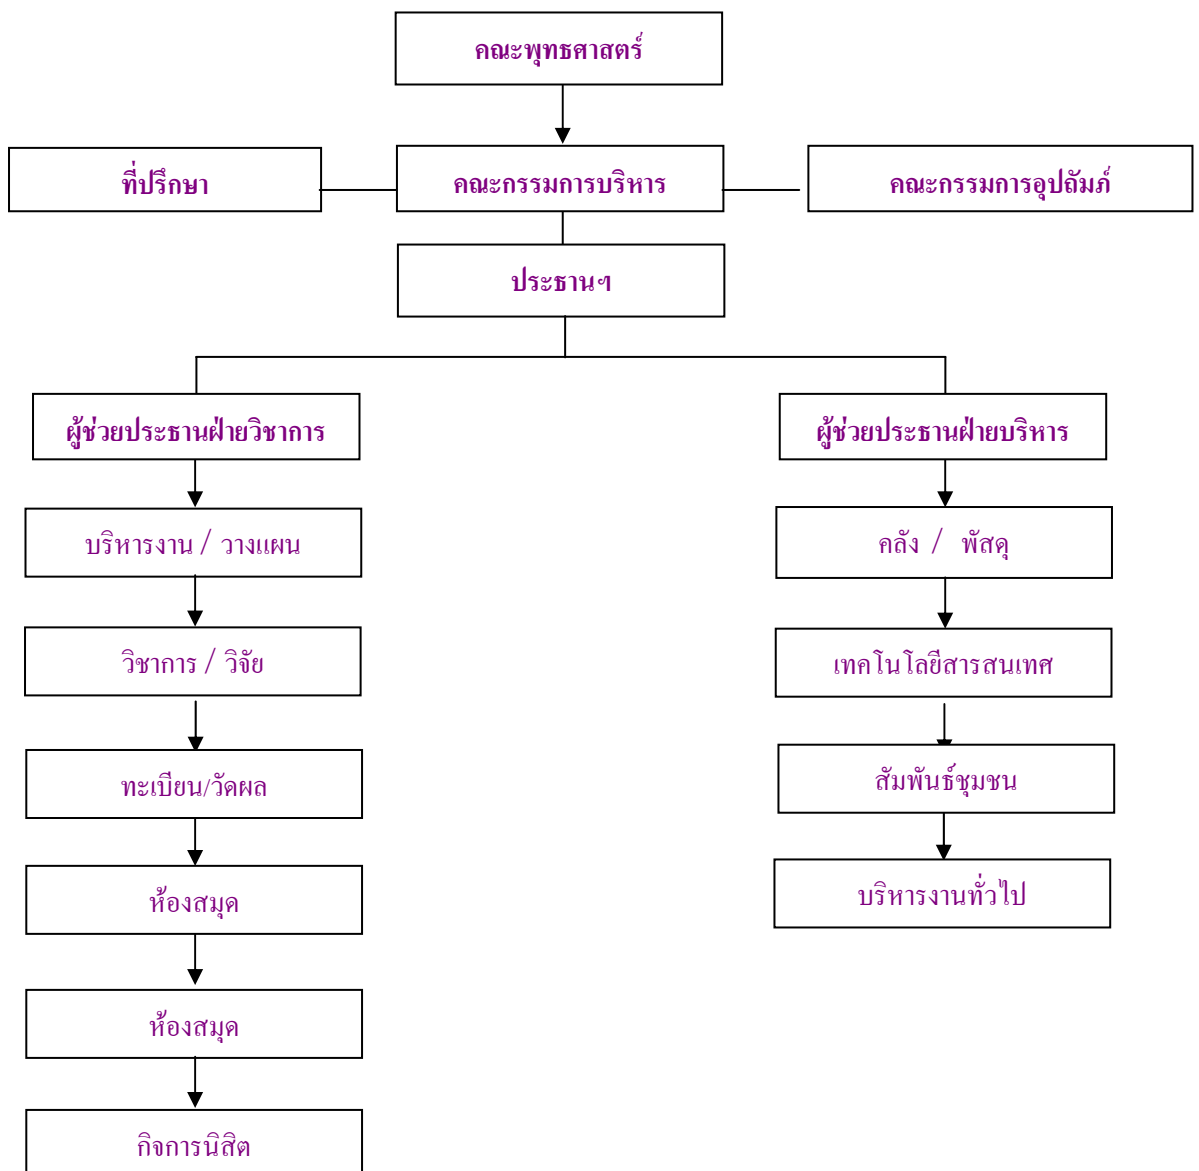 คณะพุทธศาสตร์
ที่ปรึกษา
คณะกรรมการบริหาร
คณะกรรมการอุปถัมภ์
ประธานฯ
ผู้ช่วยประธานฝ่ายวิชาการ
ผู้ช่วยประธานฝ่ายบริหาร
บริหารงาน / วางแผน
คลัง / พัสดุ
วิชาการ / วิจัย
เทคโนโลยีสารสนเทศ
ทะเบียน/วัดผล
สัมพันธ์ชุมชน
ห้องสมุด
บริหารงานทั่วไป
ห้องสมุด
กิจการนิสิต